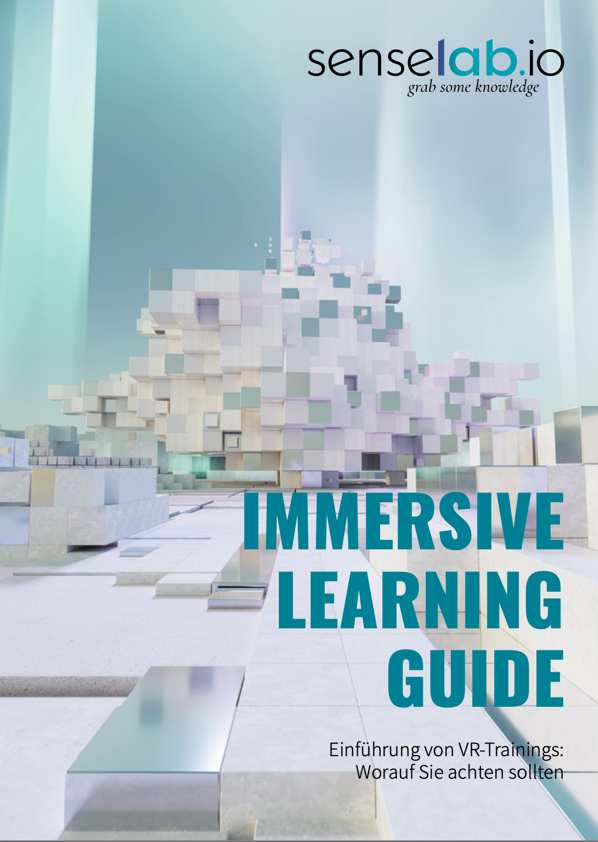 senselab.io
grab some knowledge
IMMERSIVE
LEARNING
GUIDE
Einführung von VR-Trainings:
Worauf Sie achten sollten